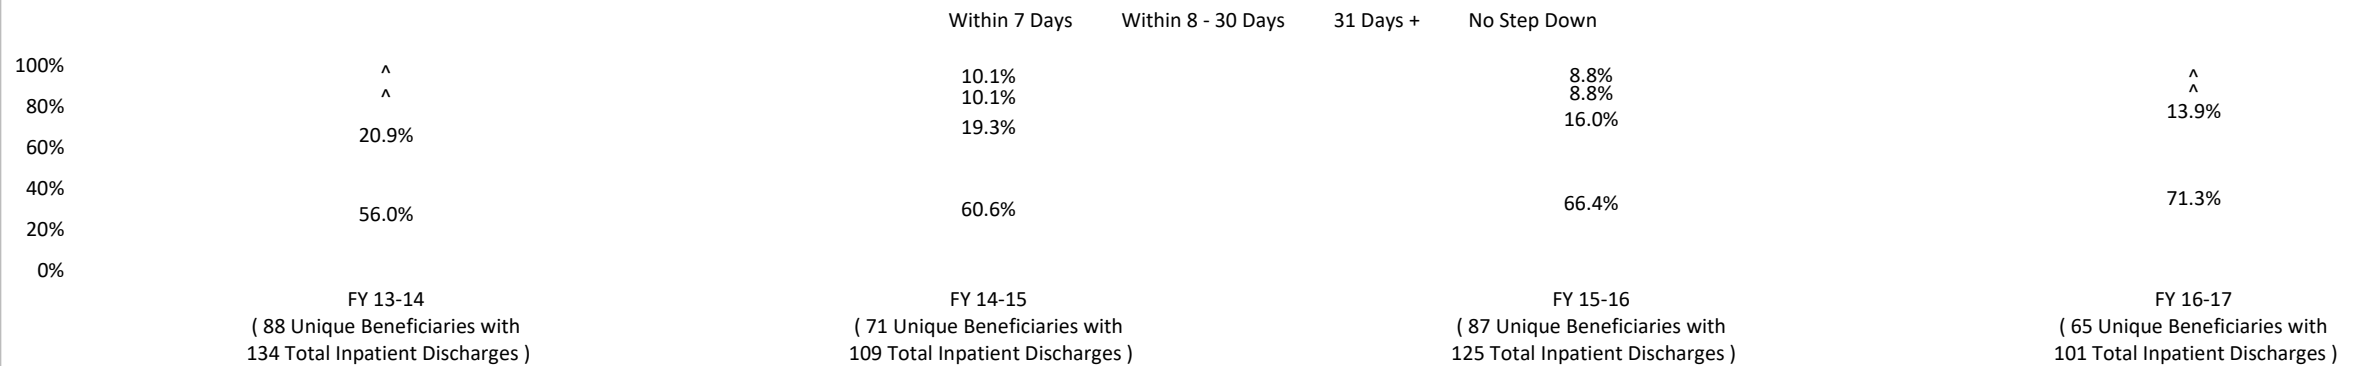 Within 7 Days Within 8 - 30 Days 31 Days + No Step Down
100%
80%
60%
40%
20%
0%
^
^
20.9%
56.0%
10.1%
10.1%
19.3%
60.6%
8.8%
8.8%
16.0%
66.4%
^
^
13.9%
71.3%
FY 13-14
( 88 Unique Beneficiaries with
134 Total Inpatient Discharges )
FY 14-15
( 71 Unique Beneficiaries with
109 Total Inpatient Discharges )
FY 15-16
( 87 Unique Beneficiaries with
125 Total Inpatient Discharges )
FY 16-17
( 65 Unique Beneficiaries with
101 Total Inpatient Discharges )